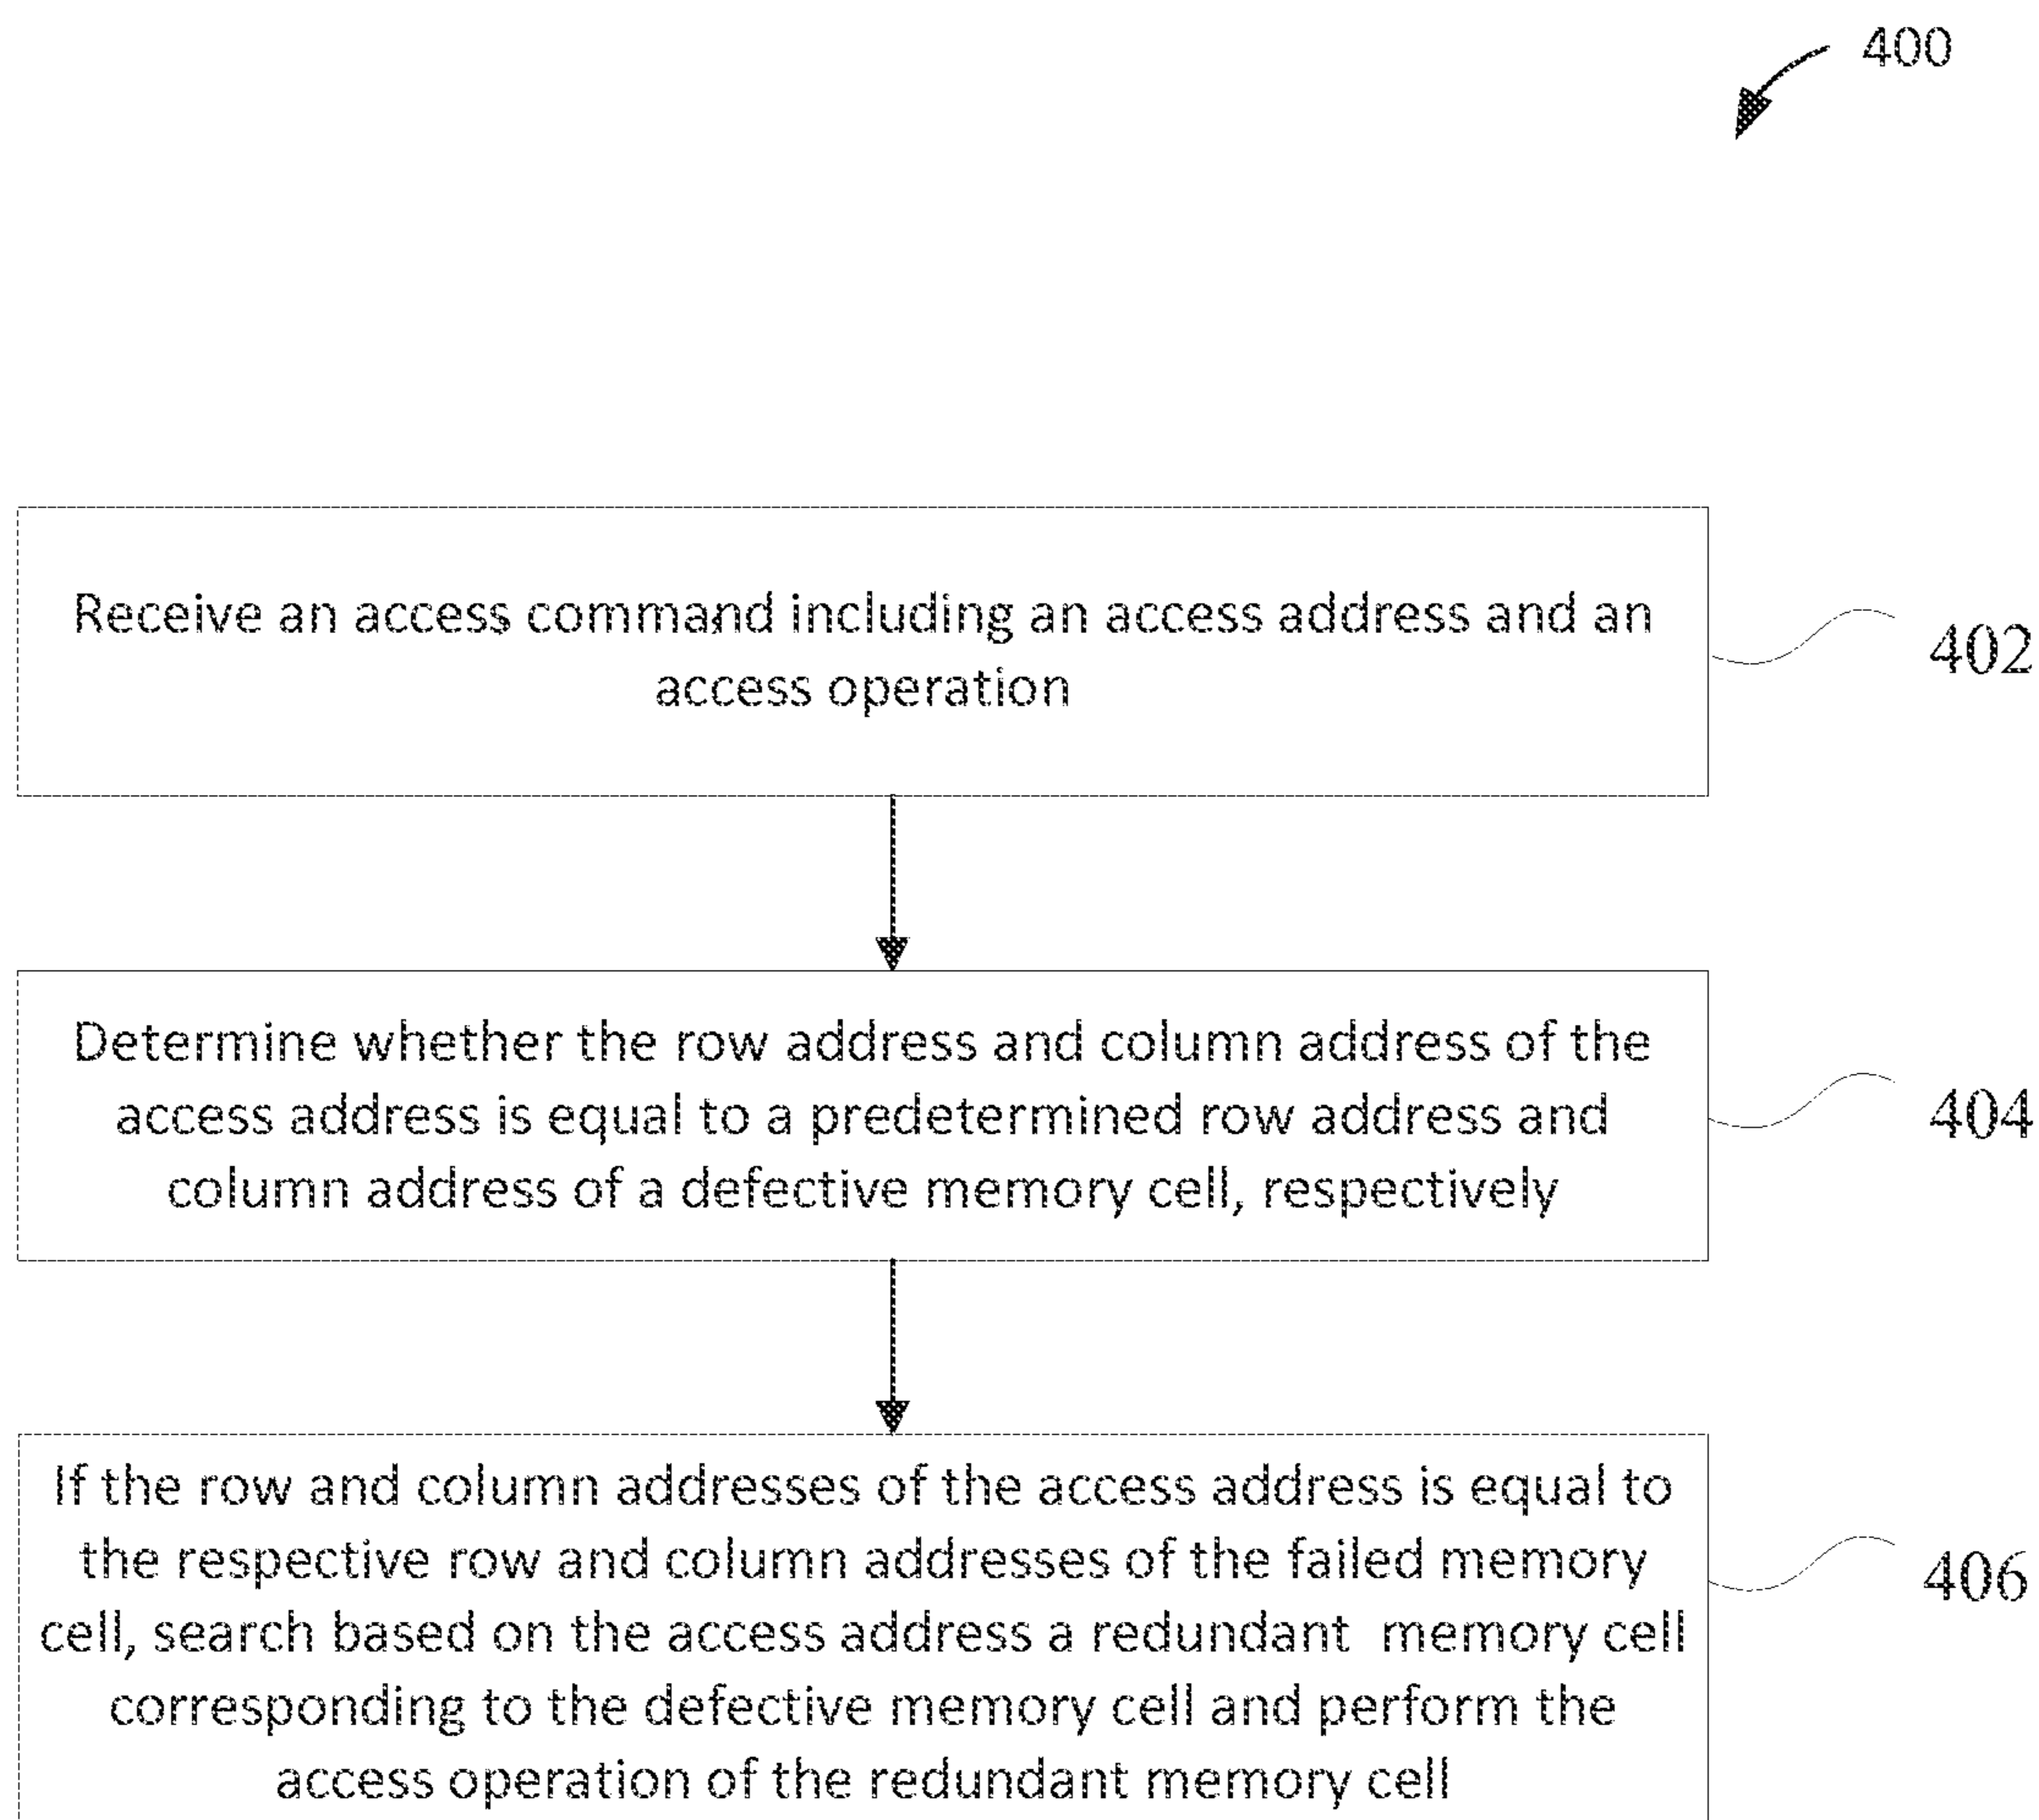 400
Receive an access command including an access address and an
access operation
402
Determine whether the row address and column address of the
access address is equal to a predetermined row address and
column address of a defective memory cell, respectively
404
If the row and column addresses of the access address is equal to
the respective row and column addresses of the failed memory
cell, search based on the access address a redundant memory cell
corresponding to the defective memory cell and perform the
access operation of the redundant memory cell
406